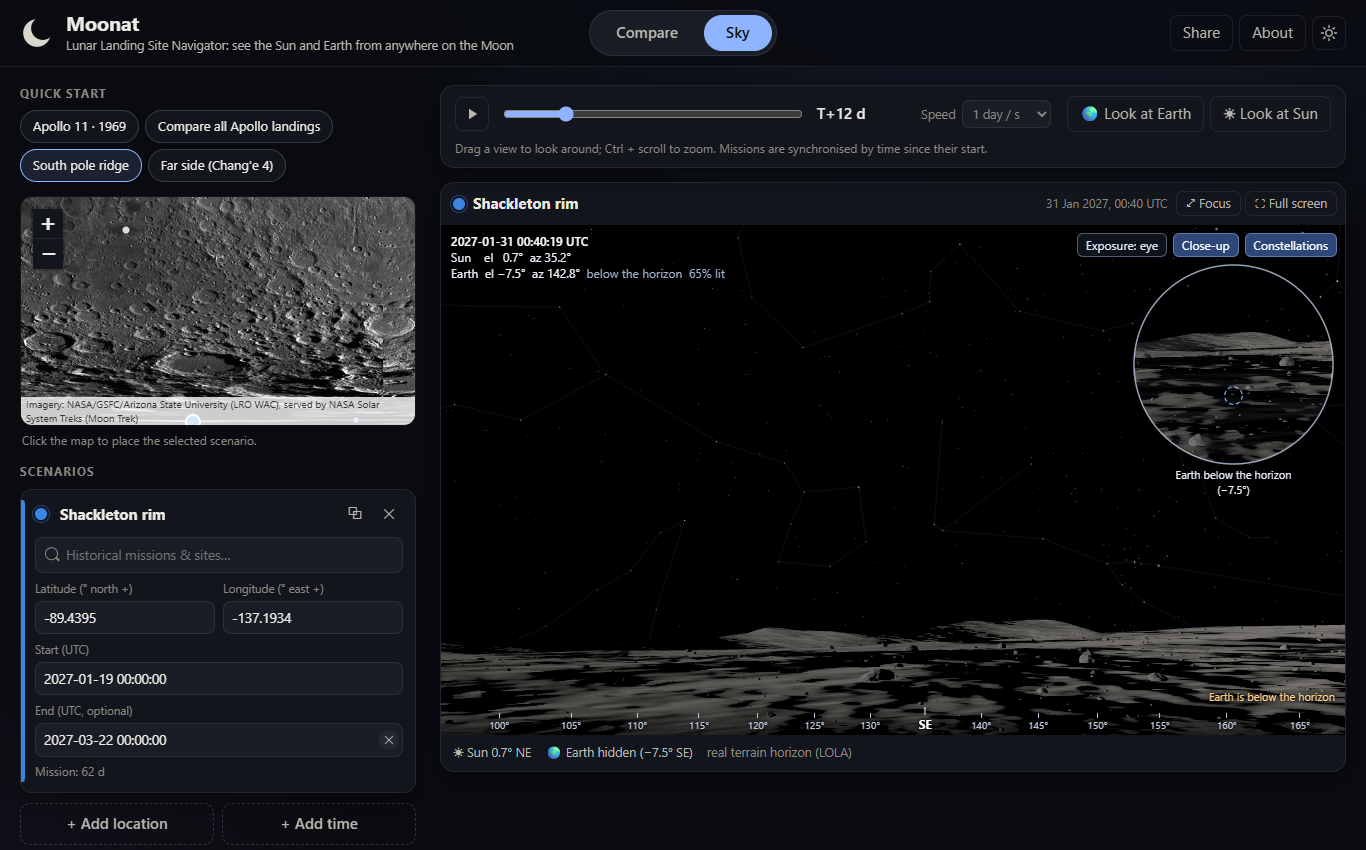 Moonat
Lunar Landing Site Navigator: see the Sun and Earth from anywhere on the Moon
Compare
Sky
Share
About
QUICK START
Apollo 11 · 1969
Compare all Apollo landings
South pole ridge
Far side (Chang'e 4)
+
−
Imagery: NASA/GSFC/Arizona State University (LRO WAC), served by NASA Solar
System Treks (Moon Trek)
Click the map to place the selected scenario.
SCENARIOS
Shackleton rim
Historical missions & sites...
Latitude (° north +)
Longitude (° east +)
-89.4395
-137.1934
Start (UTC)
2027-01-19 00:00:00
End (UTC, optional)
2027-03-22 00:00:00
Mission: 62 d
+ Add location
+ Add time
T+12 d
Speed
1 day / s
Look at Earth
Look at Sun
Drag a view to look around; Ctrl + scroll to zoom. Missions are synchronised by time since their start.
Shackleton rim
31 Jan 2027, 00:40 UTC
Focus
Full screen
2027-01-31 00:40:19 UTC
Sun el 0.7° az 35.2°
Earth el −7.5° az 142.8° below the horizon 65% lit
Exposure: eye
Close-up
Constellations
Earth below the horizon
(−7.5°)
Earth is below the horizon
100° 105° 110° 115° 120° 125° 130° SE 140° 145° 150° 155° 160° 165°
Sun 0.7° NE
Earth hidden (−7.5° SE)
real terrain horizon (LOLA)